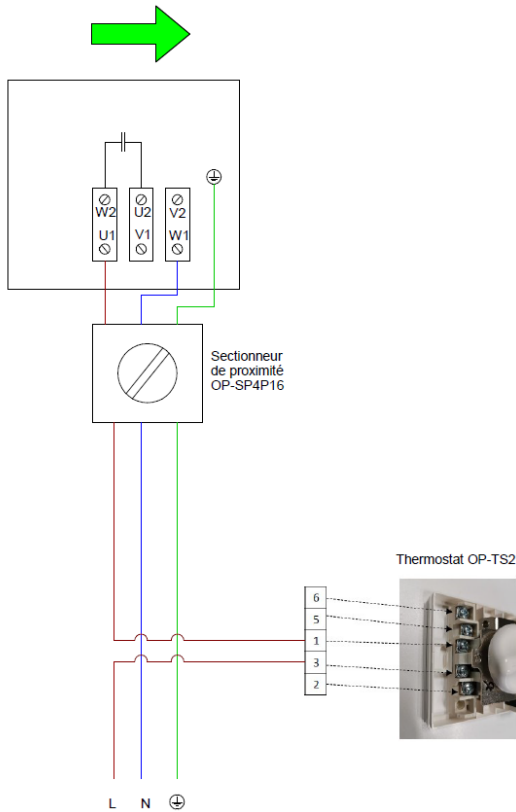 W2 U2 V2
U1 V1 W1
Sectionneur
de proximité
OP-SP4P16
Thermostat OP-TS2
6
5
1
3
2
L N